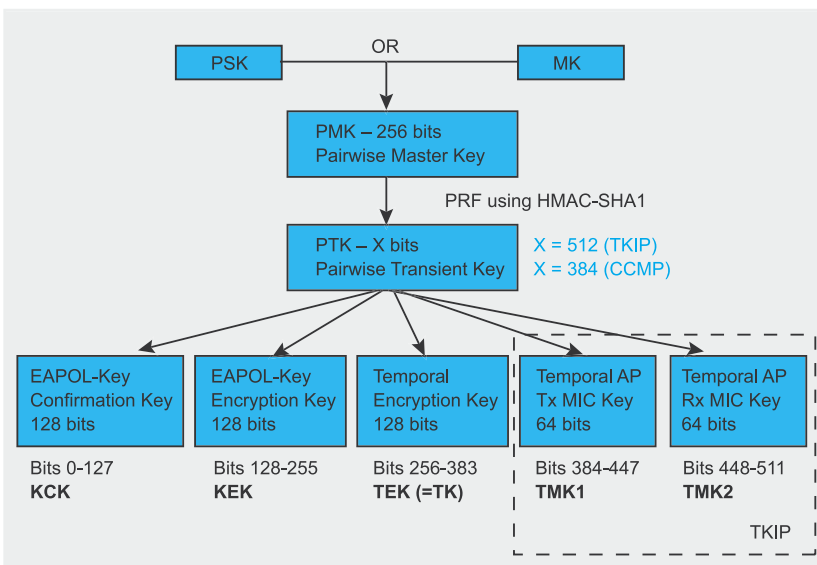 OR
PSK
MK
PMK – 256 bits
Pairwise Master Key
PRF using HMAC-SHA1
PTK – X bits
Pairwise Transient Key
X = 512 (TKIP)
X = 384 (CCMP)
EAPOL-Key
Confirmation Key
128 bits
EAPOL-Key
Encryption Key
128 bits
Temporal
Encryption Key
128 bits
Temporal AP
Tx MIC Key
64 bits
Temporal AP
Rx MIC Key
64 bits
Bits 0-127
KCK
Bits 128-255
KEK
Bits 256-383
TEK (=TK)
Bits 384-447
TMK1
Bits 448-511
TMK2
TKIP